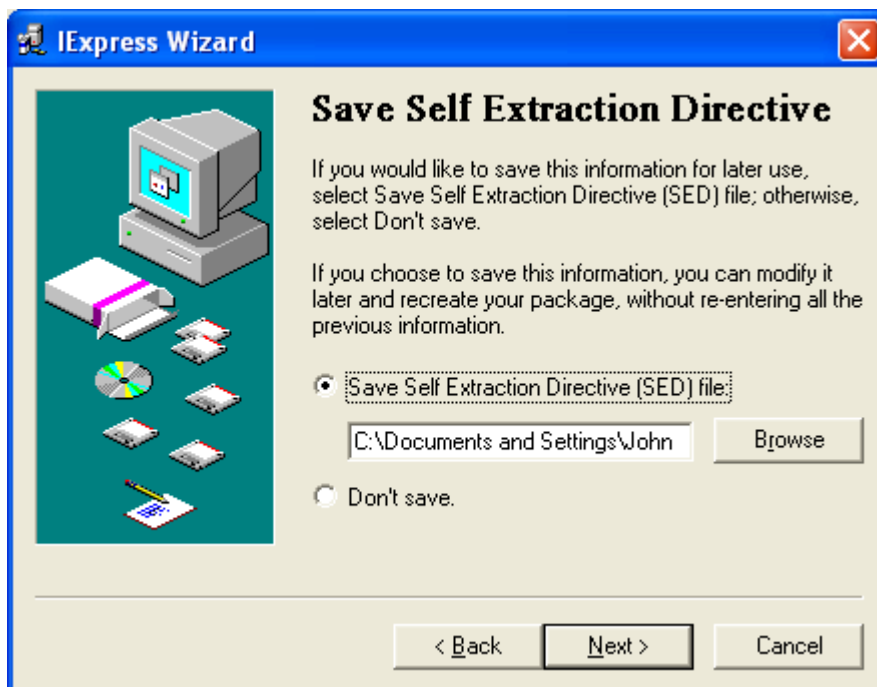 IExpress Wizard
Save Self Extraction Directive
If you would like to save this information for later use,
select Save Self Extraction Directive (SED) file; otherwise,
select Don't save.
If you choose to save this information, you can modify it
later and recreate your package, without re-entering all the
previous information.
Save Self Extraction Directive (SED) file:
C:\Documents and Settings\John
Browse
Don't save.
< Back
Next >
Cancel